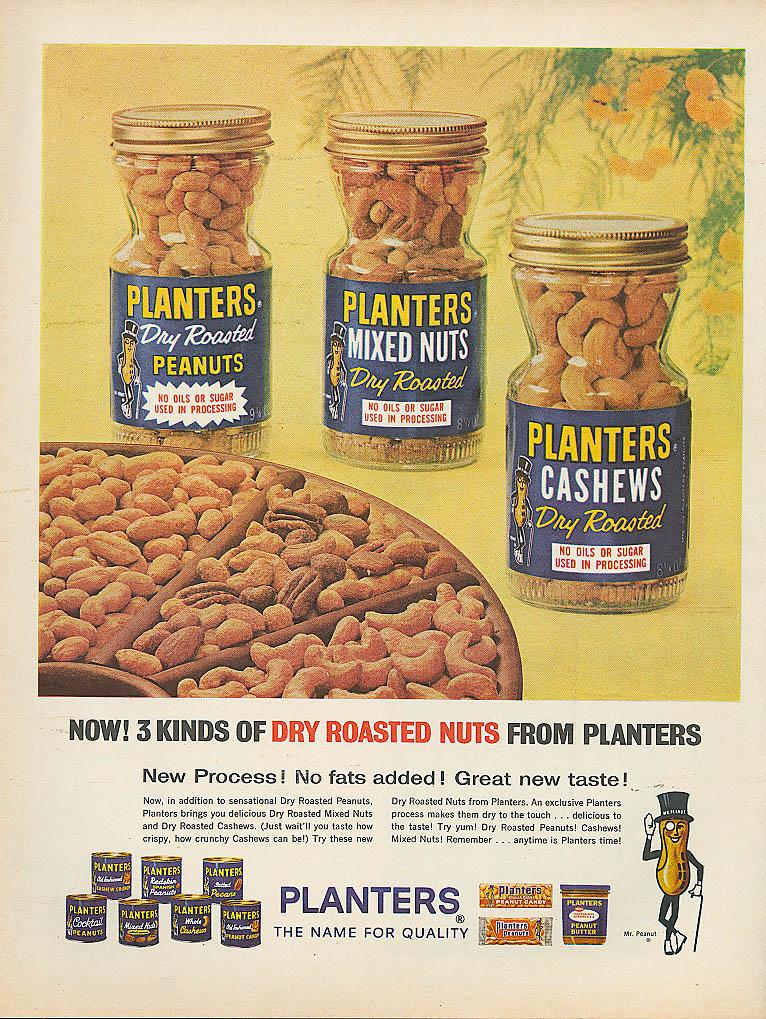 PLANTERS®
Dry Roasted
PEANUTS
NO OILS OR SUGAR
USED IN PROCESSING
PLANTERS
MIXED NUTS
Dry Roasted
NO OILS OR SUGAR
USED IN PROCESSING
PLANTERS
CASHEWS
Dry Roasted
NO OILS OR SUGAR
USED IN PROCESSING
NOW! 3 KINDS OF DRY ROASTED NUTS FROM PLANTERS
New Process! No fats added! Great new taste!
Now, in addition to sensational Dry Roasted Peanuts,
Planters brings you delicious Dry Roasted Mixed Nuts
and Dry Roasted Cashews. (Just wait'll you taste how
crispy, how crunchy Cashews can be!) Try these new
Dry Roasted Nuts from Planters. An exclusive Planters
process makes them dry to the touch . . . delicious to
the taste! Try yum! Dry Roasted Peanuts! Cashews!
Mixed Nuts! Remember . . . anytime is Planters time!
PLANTERS
Old Fashioned
CASHEW CRUNCH
PLANTERS
Redskin
SPANISH
Peanuts
PLANTERS
Salted
Pecans
PLANTERS
Cocktail
PEANUTS
PLANTERS
Mixed Nuts
PLANTERS
Whole
Cashews
PLANTERS
Old Fashioned
PEANUT CANDY
PLANTERS®
THE NAME FOR QUALITY
Planters
PEANUT CANDY
Planters
PEANUTS
PLANTERS
PEANUT
BUTTER
MR. PEANUT
Mr. Peanut
®